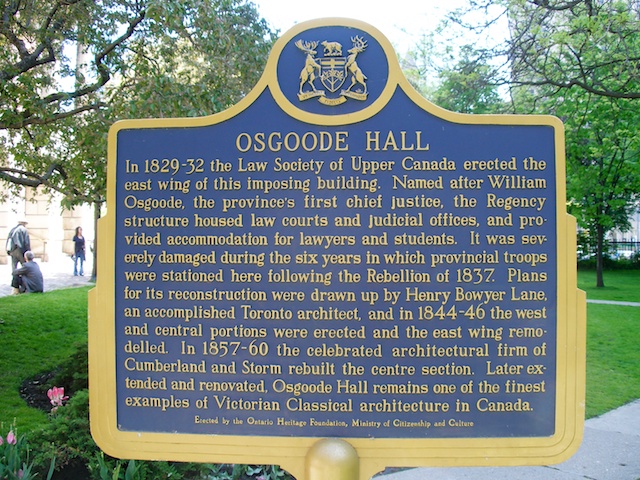 OSGOODE HALL
In 1829-32 the Law Society of Upper Canada erected the
east wing of this imposing building. Named after William
Osgoode, the province's first chief justice, the Regency
structure housed law courts and judicial offices, and pro-
vided accommodation for lawyers and students. It was sev-
erely damaged during the six years in which provincial troops
were stationed here following the Rebellion of 1837. Plans
for its reconstruction were drawn up by Henry Bowyer Lane,
an accomplished Toronto architect, and in 1844-46 the west
and central portions were erected and the east wing remo-
delled. In 1857-60 the celebrated architectural firm of
Cumberland and Storm rebuilt the centre section. Later ex-
tended and renovated, Osgoode Hall remains one of the finest
examples of Victorian Classical architecture in Canada.
Erected by the Ontario Heritage Foundation, Ministry of Citizenship and Culture